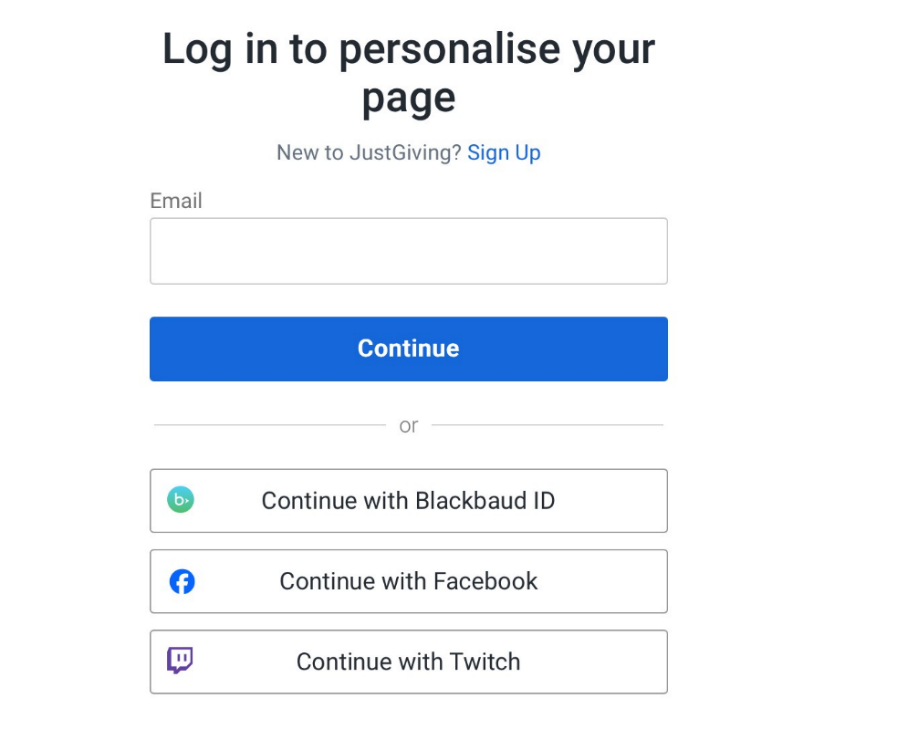 Log in to personalise your
page
New to JustGiving? Sign Up
Email
Continue
or
Continue with Blackbaud ID
Continue with Facebook
Continue with Twitch